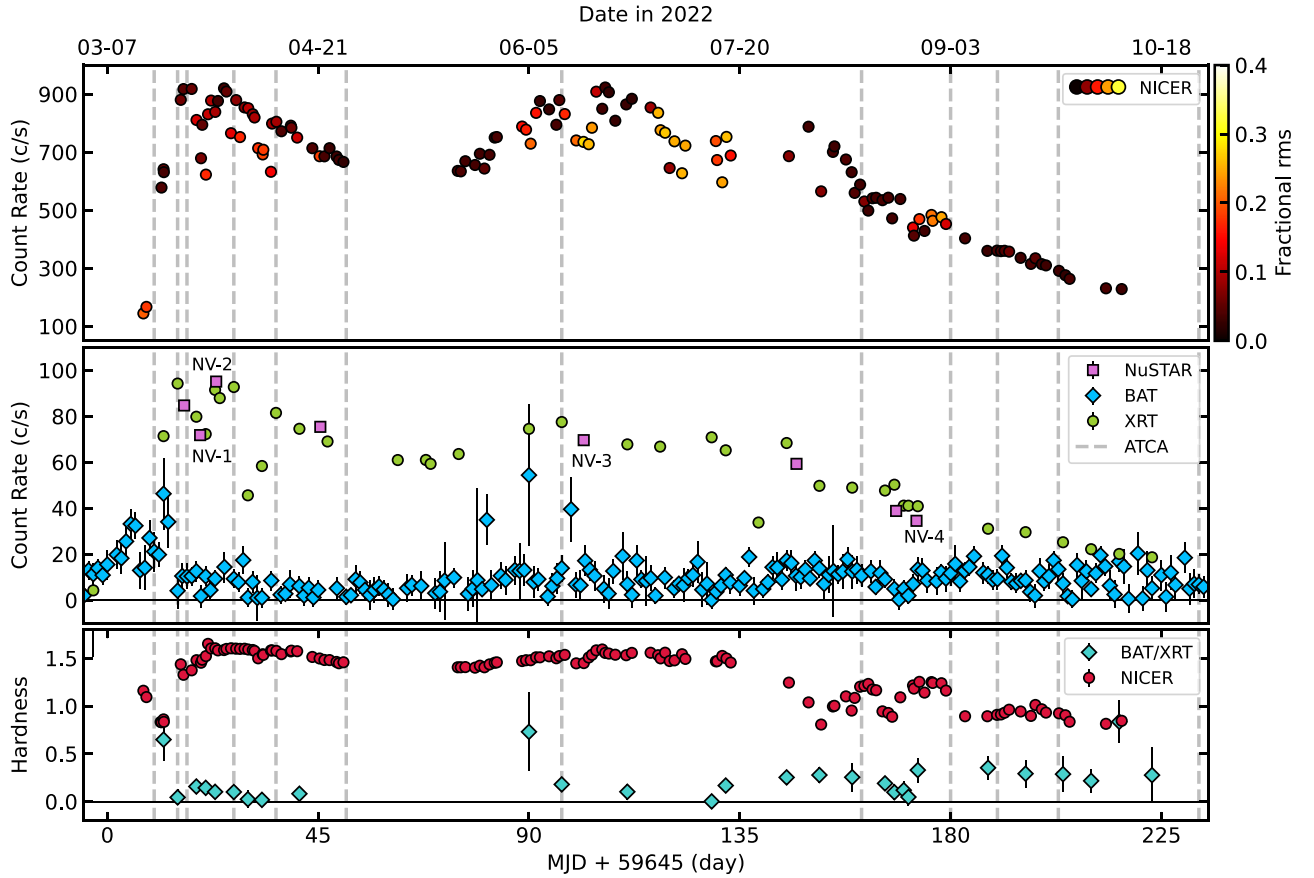 Date in 2022
03-07 04-21 06-05 07-20 09-03 10-18
900
700
500
300
100
Count Rate (c/s)
NICER
0.4
0.3
0.2
0.1
0.0
Fractional rms
100
80
60
40
20
0
Count Rate (c/s)
NV-2
NV-1
NV-3
NV-4
NuSTAR
BAT
XRT
ATCA
1.5
1.0
0.5
0.0
Hardness
BAT/XRT
NICER
0 45 90 135 180 225
MJD + 59645 (day)